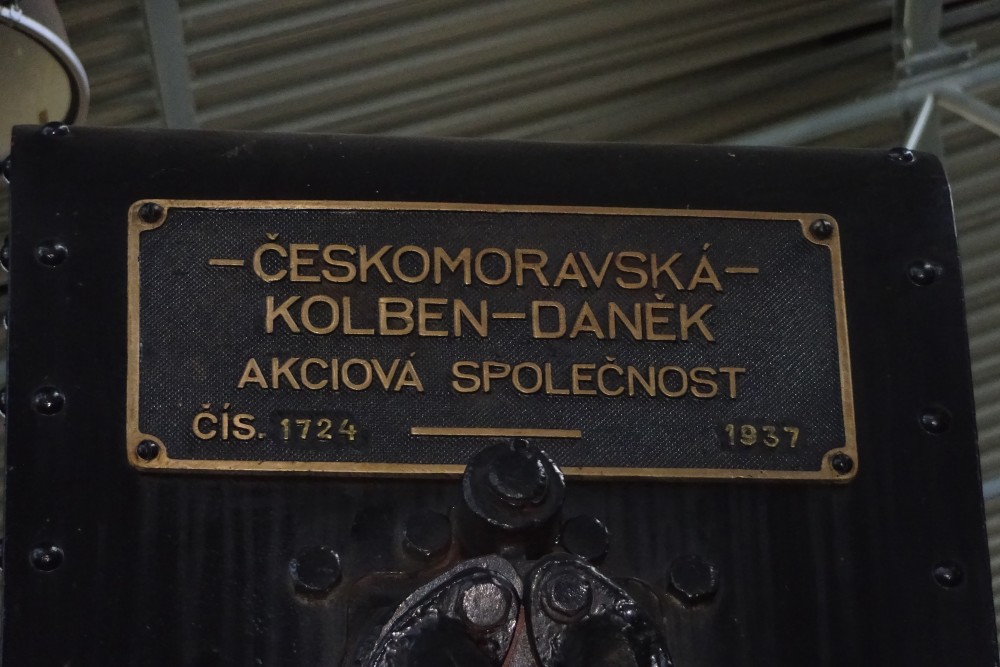 ČESKOMORAVSKÁ
KOLBEN-DANĚK
AKCIOVÁ SPOLEČNOST
ČÍS. 1724 1937